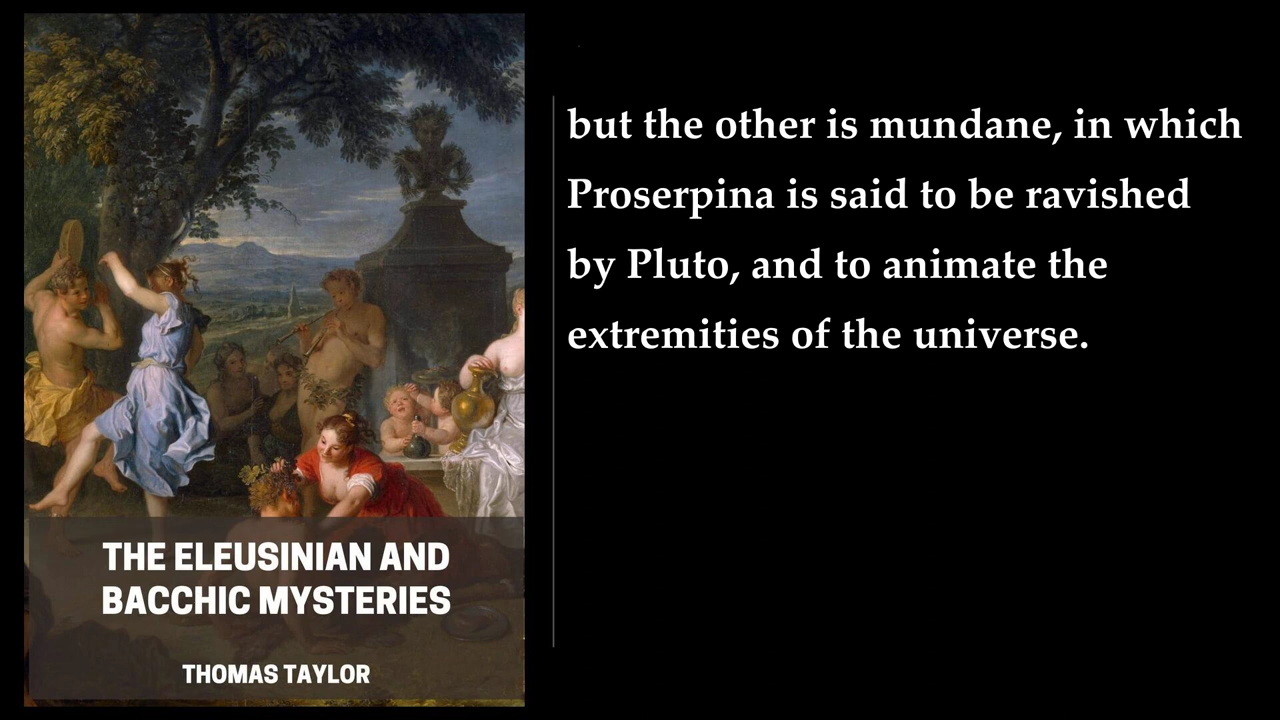 but the other is mundane, in which
Proserpina is said to be ravished
by Pluto, and to animate the
extremities of the universe.
THE ELEUSINIAN AND
BACCHIC MYSTERIES
THOMAS TAYLOR